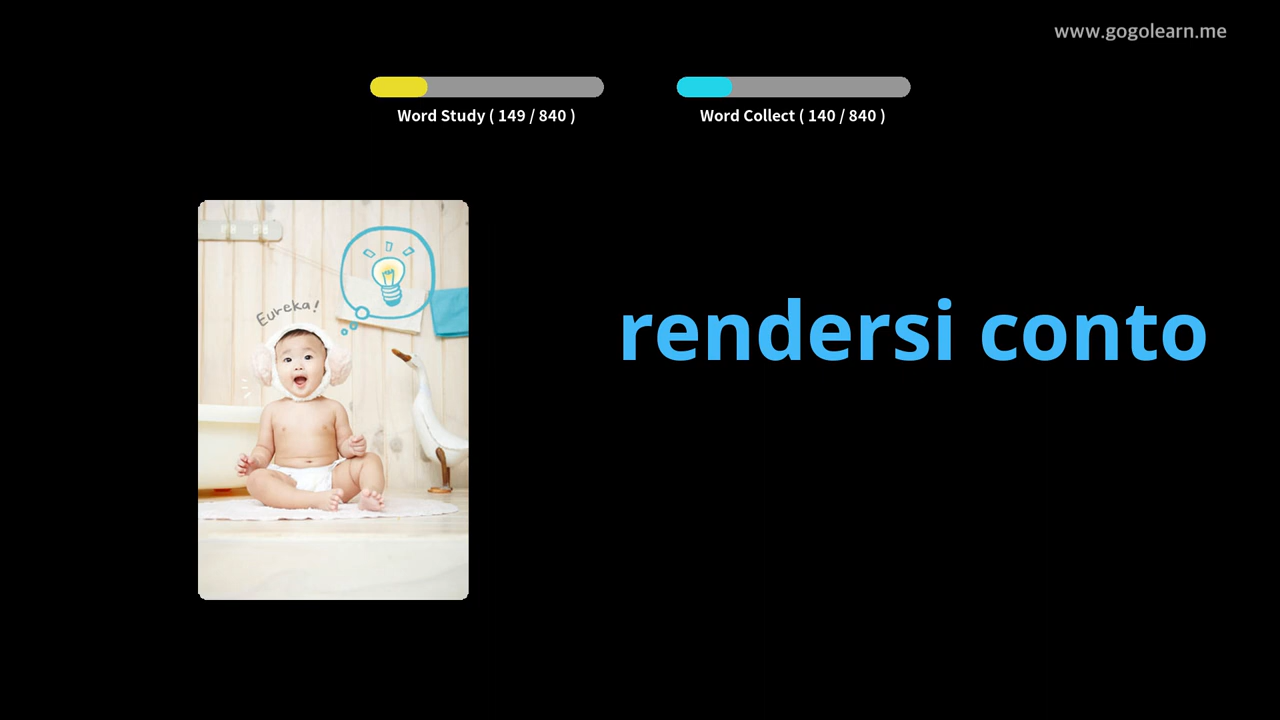 www.gogolearn.me
Word Study ( 149 / 840 )
Word Collect ( 140 / 840 )
Eureka!
rendersi conto